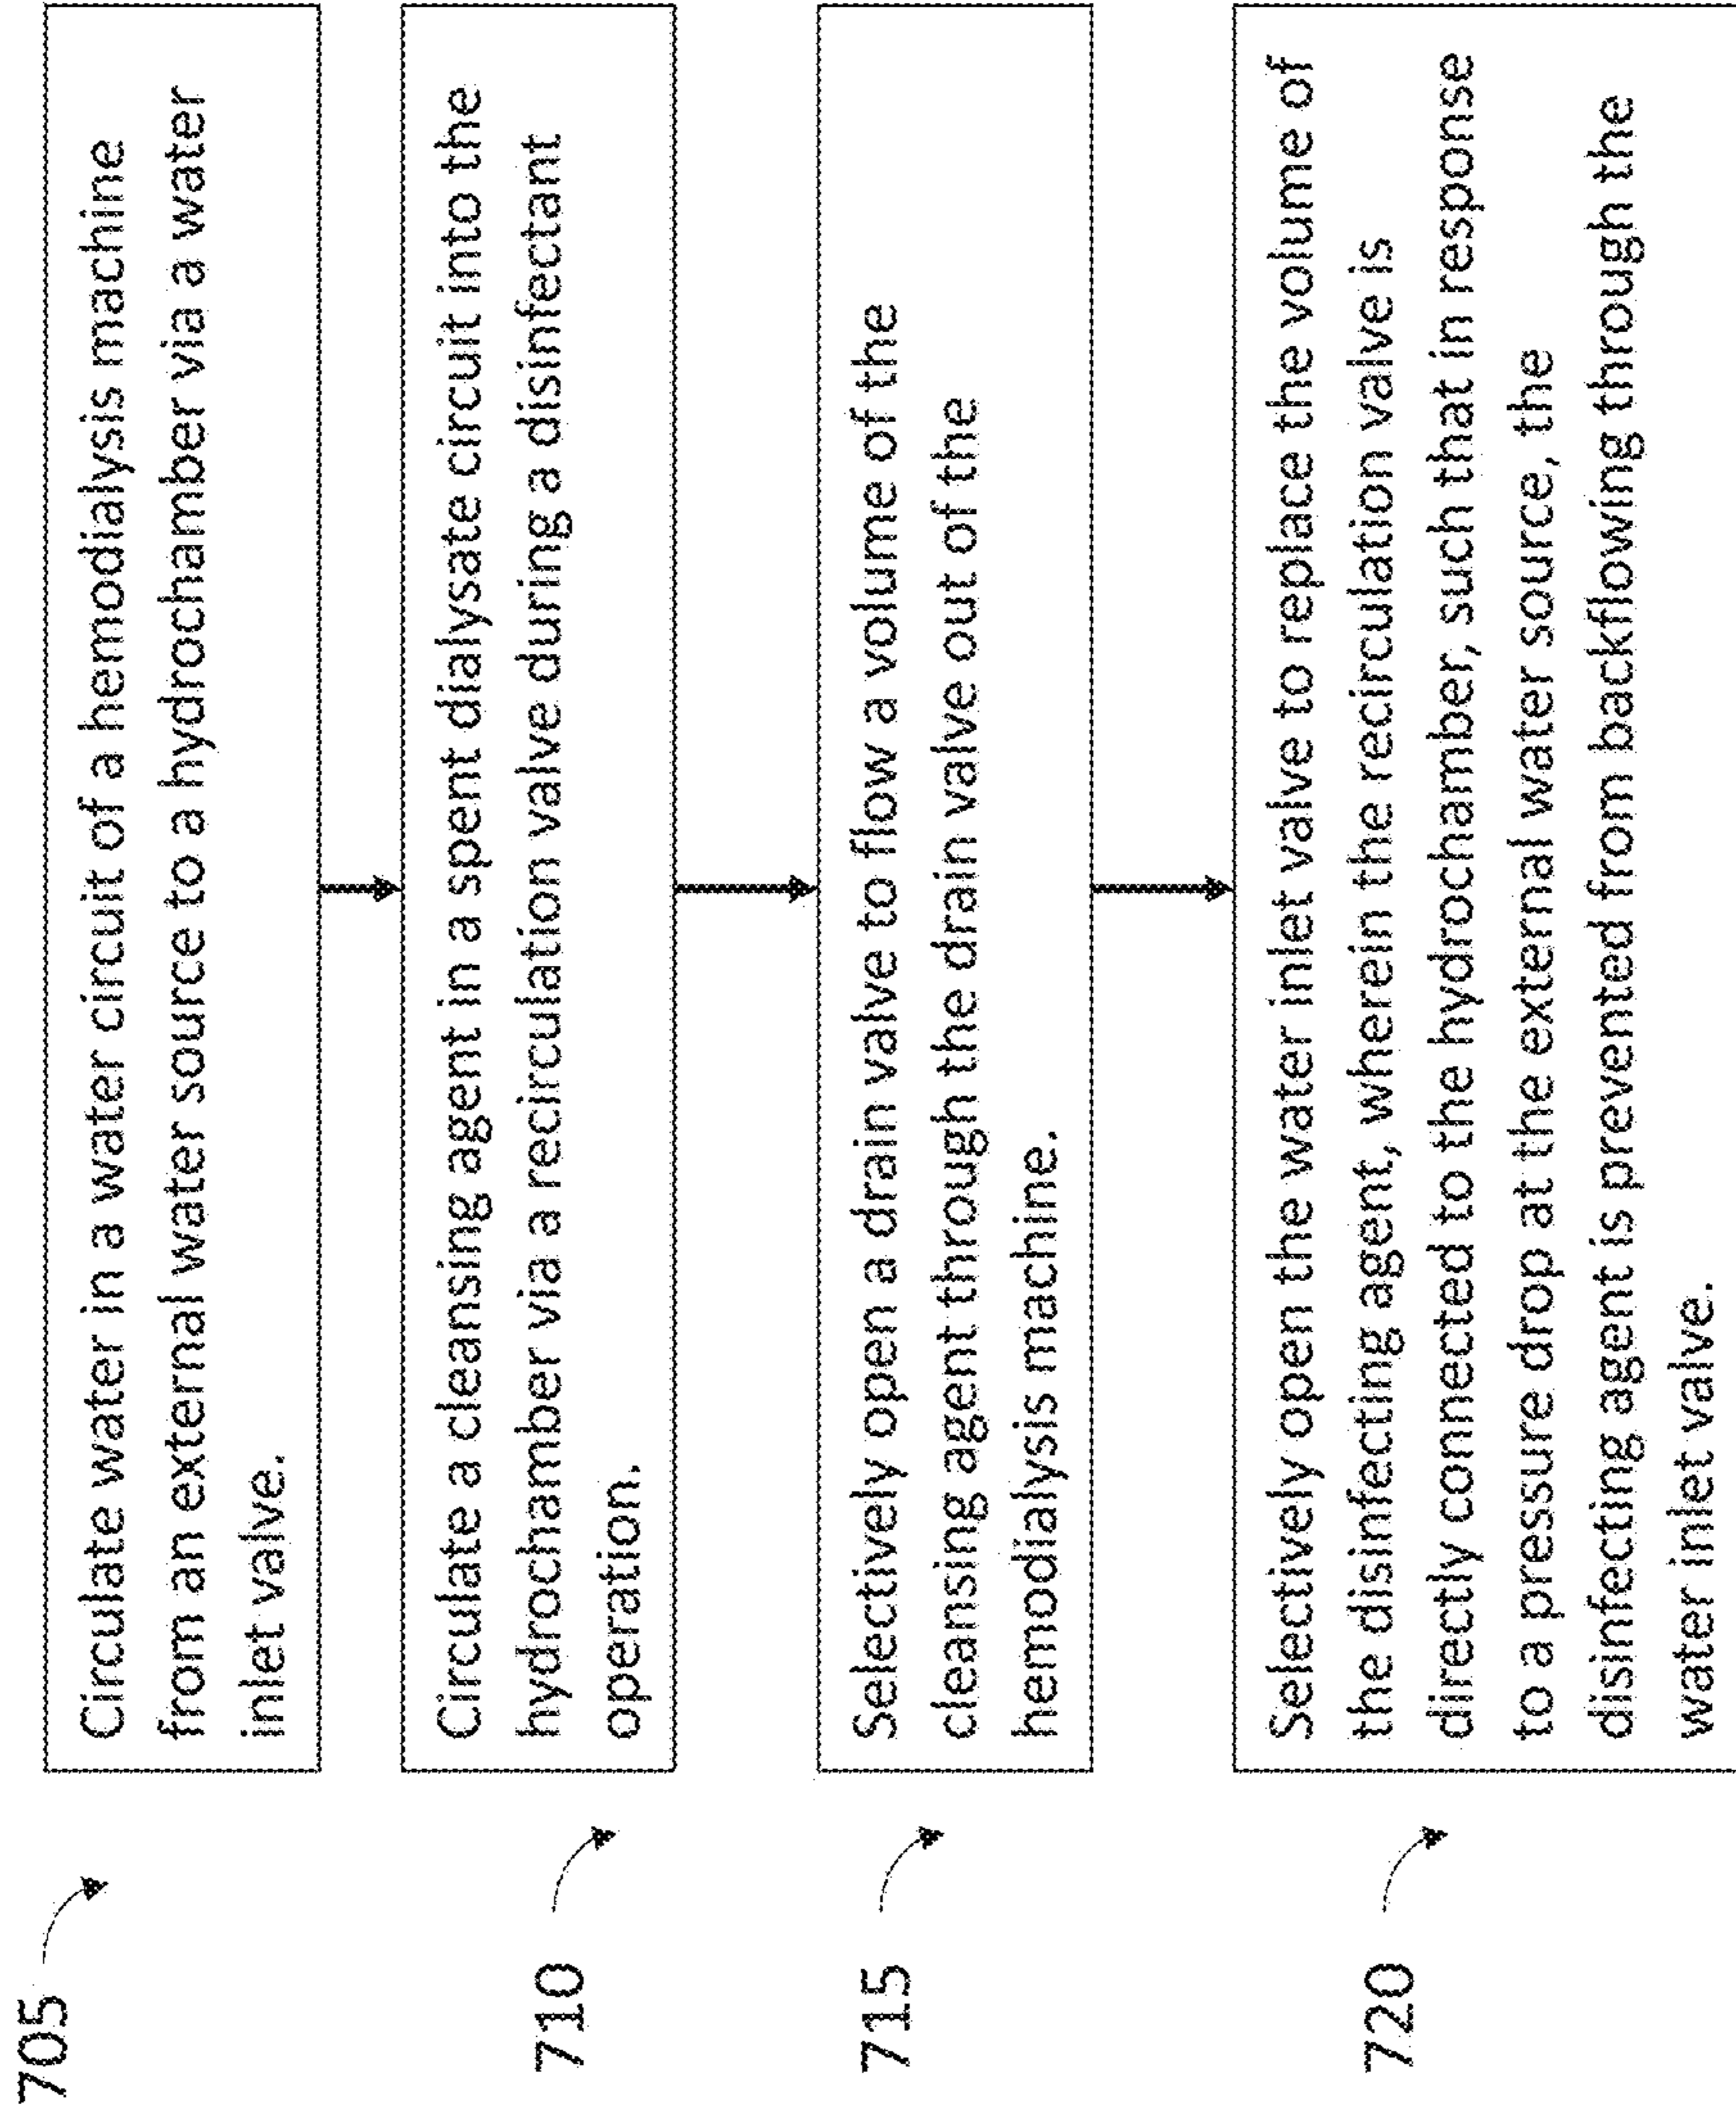 705
Circulate water in a water circuit of a hemodialysis machine
from an external water source to a hydrochamber via a water
inlet valve.
710
Circulate a cleansing agent in a spent dialysate circuit into the
hydrochamber via a recirculation valve during a disinfectant
operation.
715
Selectively open a drain valve to flow a volume of the
cleansing agent through the drain valve out of the
hemodialysis machine.
720
Selectively open the water inlet valve to replace the volume of
the disinfecting agent, wherein the recirculation valve is
directly connected to the hydrochamber, such that in response
to a pressure drop at the external water source, the
disinfecting agent is prevented from backflowing through the
water inlet valve.